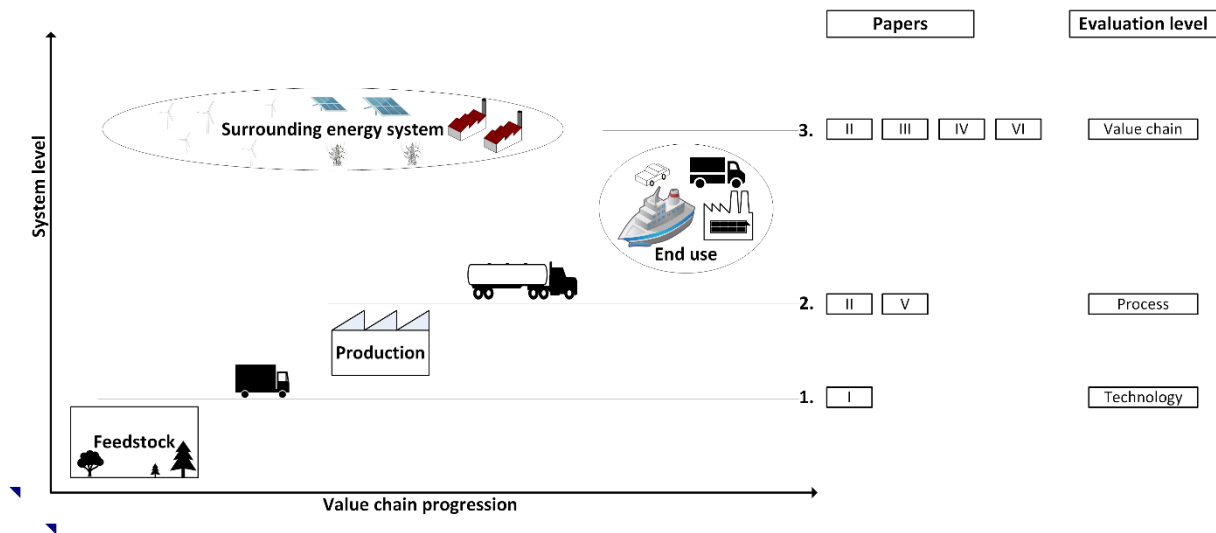 Papers
Evaluation level
System level
Surrounding energy system
3.
II
III
IV
VI
Value chain
End use
2.
II
V
Process
Production
1.
I
Technology
Feedstock
Value chain progression